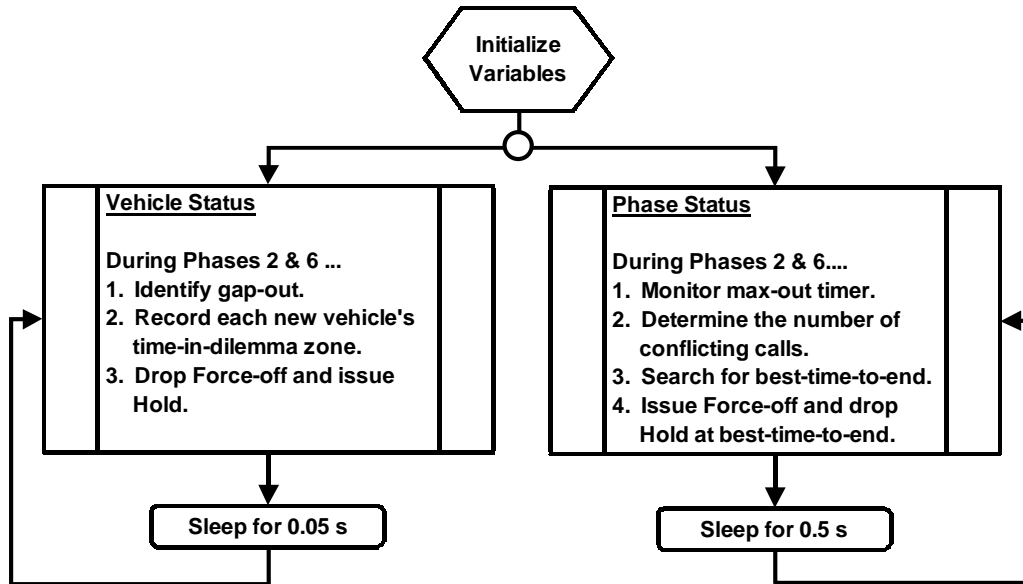 Initialize
Variables
Vehicle Status
During Phases 2 & 6 ...
1. Identify gap-out.
2. Record each new vehicle's
time-in-dilemma zone.
3. Drop Force-off and issue
Hold.
Sleep for 0.05 s
Phase Status
During Phases 2 & 6....
1. Monitor max-out timer.
2. Determine the number of
conflicting calls.
3. Search for best-time-to-end.
4. Issue Force-off and drop
Hold at best-time-to-end.
Sleep for 0.5 s